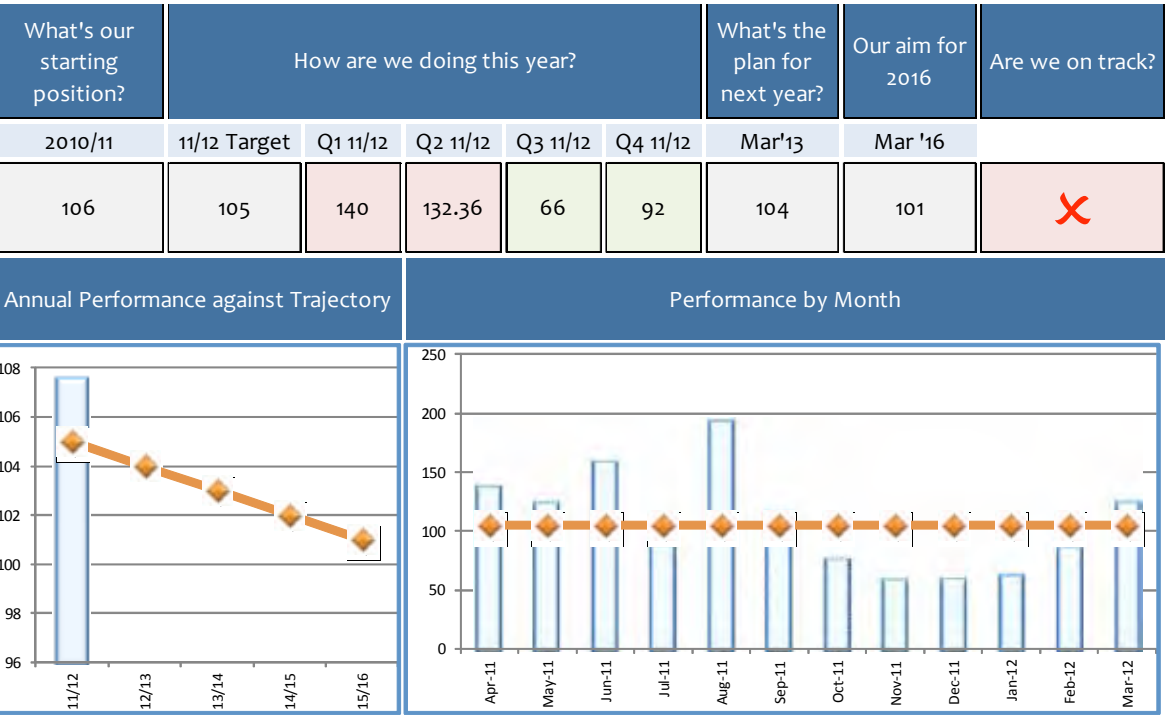 What's our
starting
position?
How are we doing this year?
What's the
plan for
next year?
Our aim for
2016
Are we on track?
2010/11
11/12 Target
Q1 11/12
Q2 11/12
Q3 11/12
Q4 11/12
Mar'13
Mar '16
106
105
140
132.36
66
92
104
101
Annual Performance against Trajectory
Performance by Month
108
106
104
102
100
98
96
11/12
12/13
13/14
14/15
15/16
250
200
150
100
50
0
Apr-11
May-11
Jun-11
Jul-11
Aug-11
Sep-11
Oct-11
Nov-11
Dec-11
Jan-12
Feb-12
Mar-12